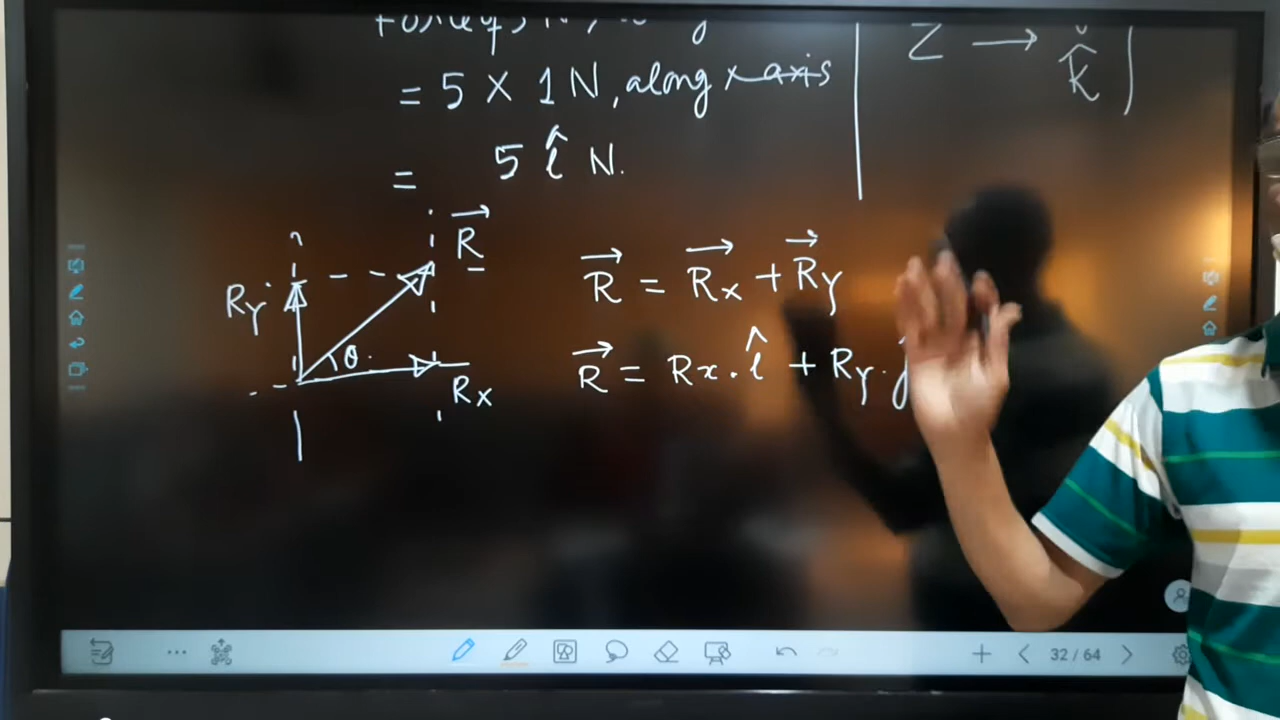 = 5 X 1 N, along x-axis
= 5 î N.
Z → k̂
R⃗
Ry
θ.
Rx
R⃗ = R⃗x + R⃗y
R⃗ = Rx. î + Ry. ĵ
32 / 64